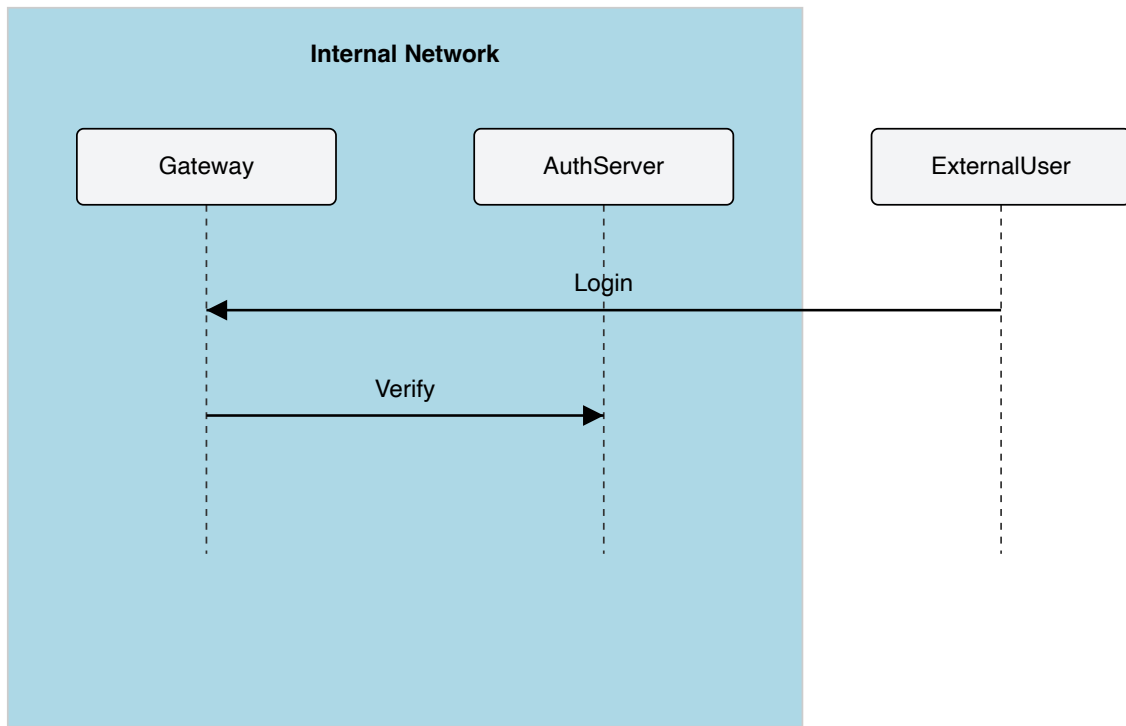 Internal Network
Gateway
AuthServer
ExternalUser
Login
Verify